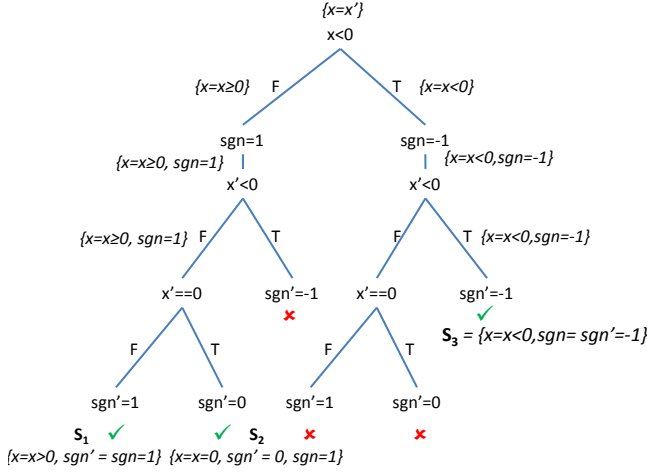 {x=x’}
x<0
{x=x≥0} F T {x=x<0}
sgn=1 sgn=-1
{x=x≥0, sgn=1} {x=x<0,sgn=-1}
x’<0 x’<0
{x=x≥0, sgn=1} F T F T {x=x<0,sgn=-1}
x’==0 sgn’=-1 x’==0 sgn’=-1
✘ ✓
S₃ = {x=x<0,sgn= sgn’=-1}
F T F T
sgn’=1 sgn’=0 sgn’=1 sgn’=0
S₁ ✓ ✓ S₂ ✘ ✘
{x=x>0, sgn’ = sgn=1} {x=x=0, sgn’ = 0, sgn=1}